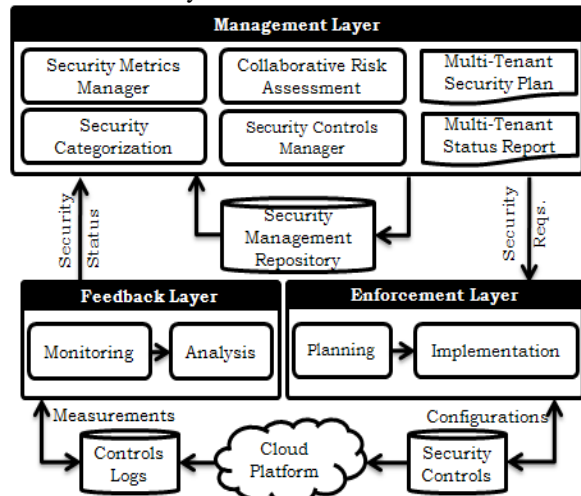 Management Layer
Security Metrics
Manager
Collaborative Risk
Assessment
Multi-Tenant
Security Plan
Security
Categorization
Security Controls
Manager
Multi-Tenant
Status Report
Security
Status
Security
Management
Repository
Security
Reqs.
Feedback Layer
Monitoring
Analysis
Enforcement Layer
Planning
Implementation
Measurements
Configurations
Controls
Logs
Cloud
Platform
Security
Controls